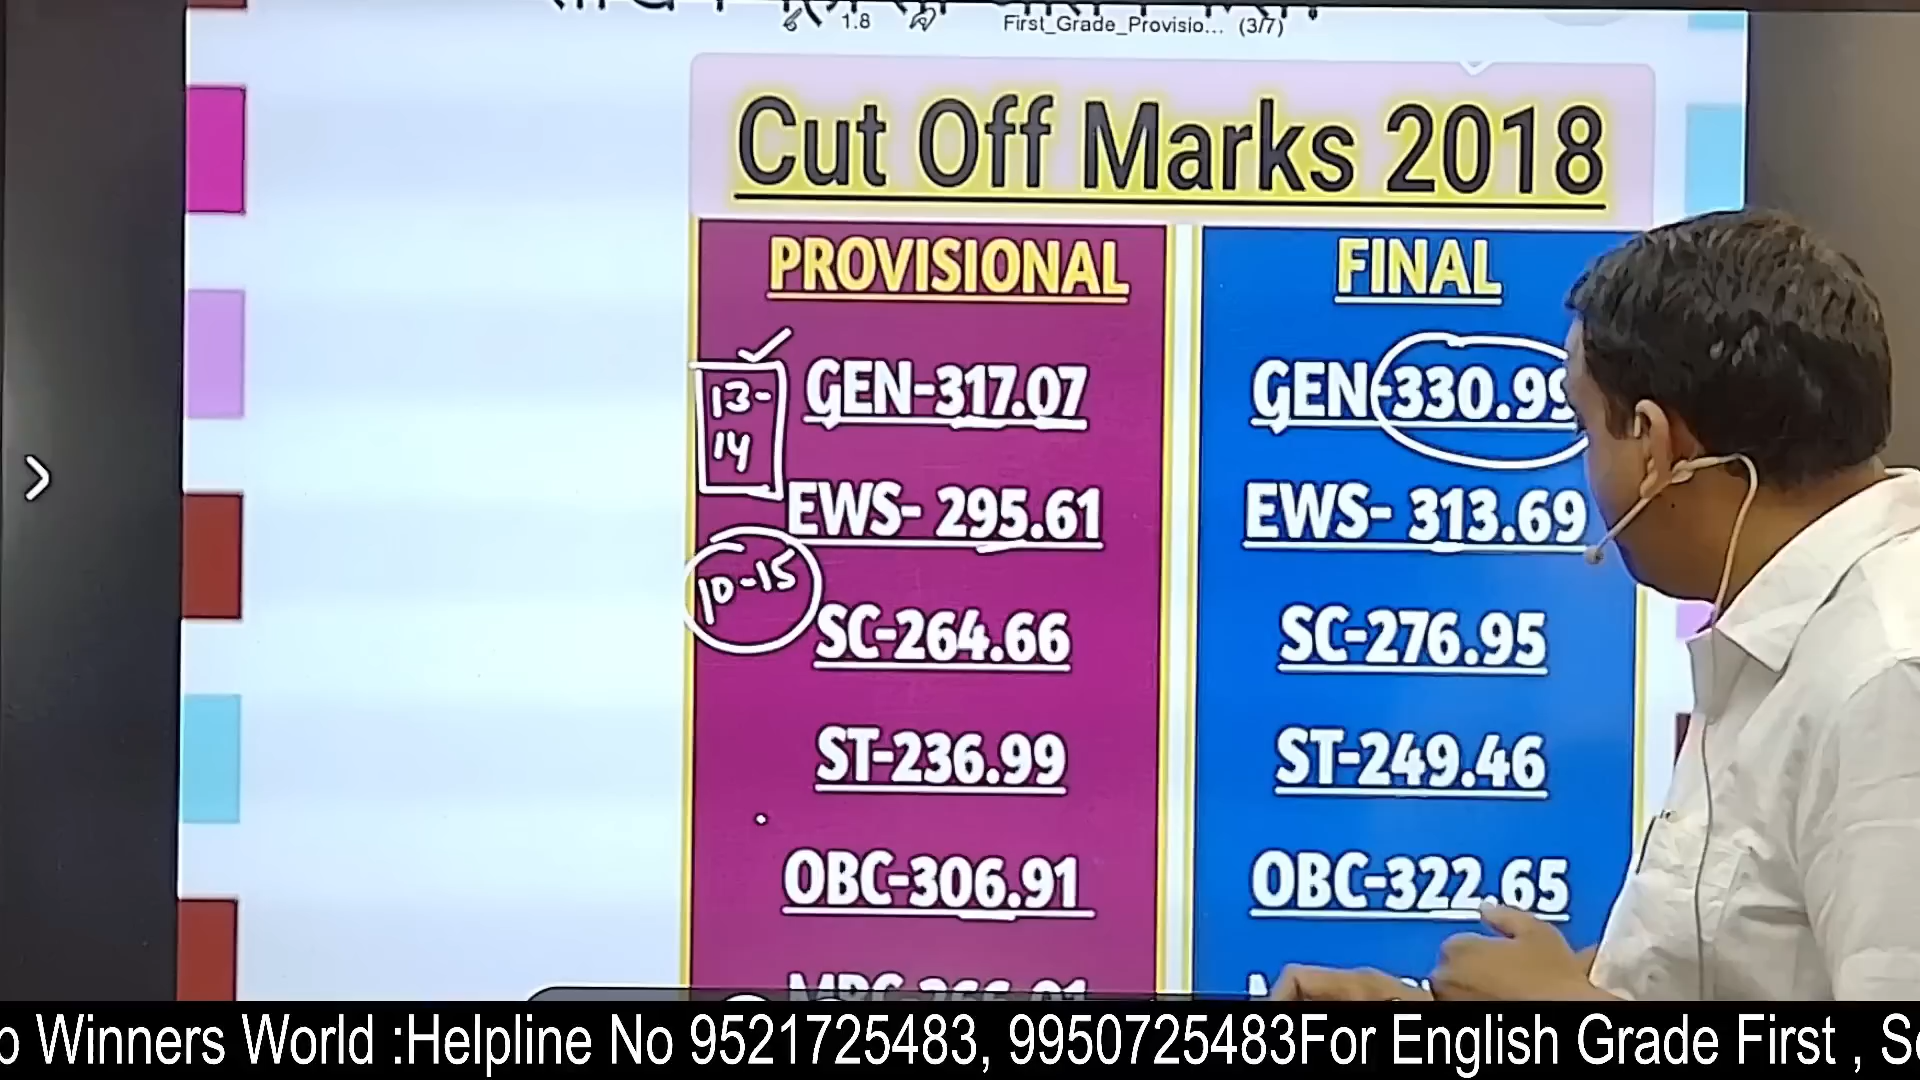 1.8 First_Grade_Provisio... (3/7)
Cut Off Marks 2018
PROVISIONAL
FINAL
13-
14
GEN-317.07
GEN-330.99
EWS- 295.61
EWS- 313.69
10-15
SC-264.66
SC-276.95
ST-236.99
ST-249.46
OBC-306.91
OBC-322.65
Winners World :Helpline No 9521725483, 9950725483For English Grade First ,